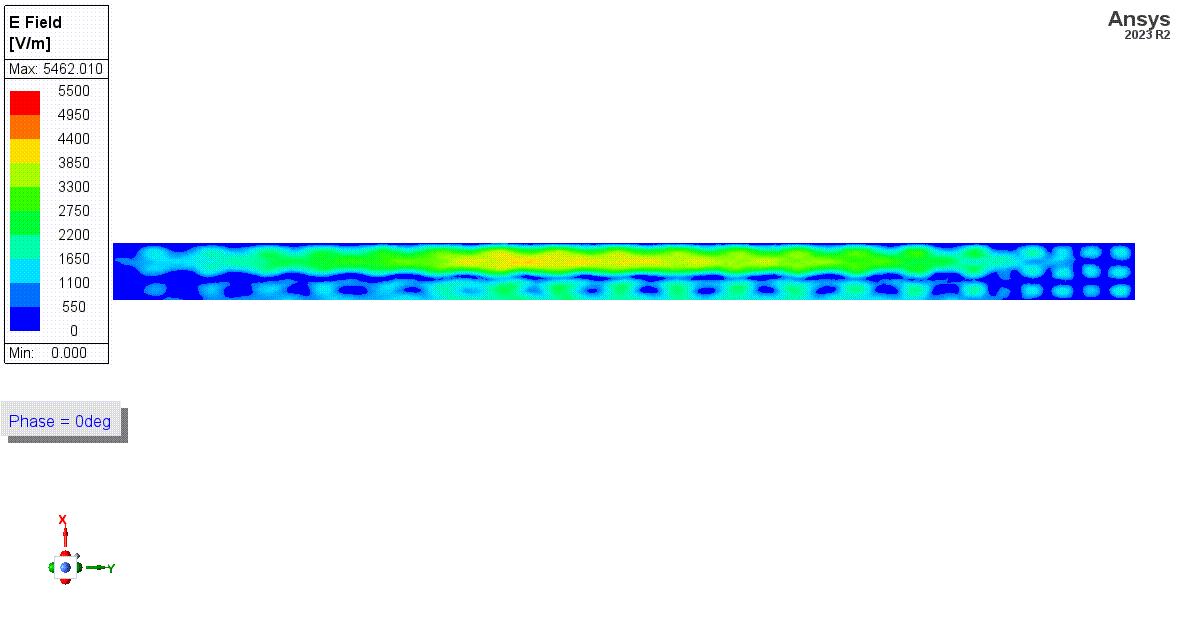 E Field
[V/m]
Max: 5462.010
5500
4950
4400
3850
3300
2750
2200
1650
1100
550
0
Min: 0.000
Ansys
2023 R2
Phase = 0deg
X
Y